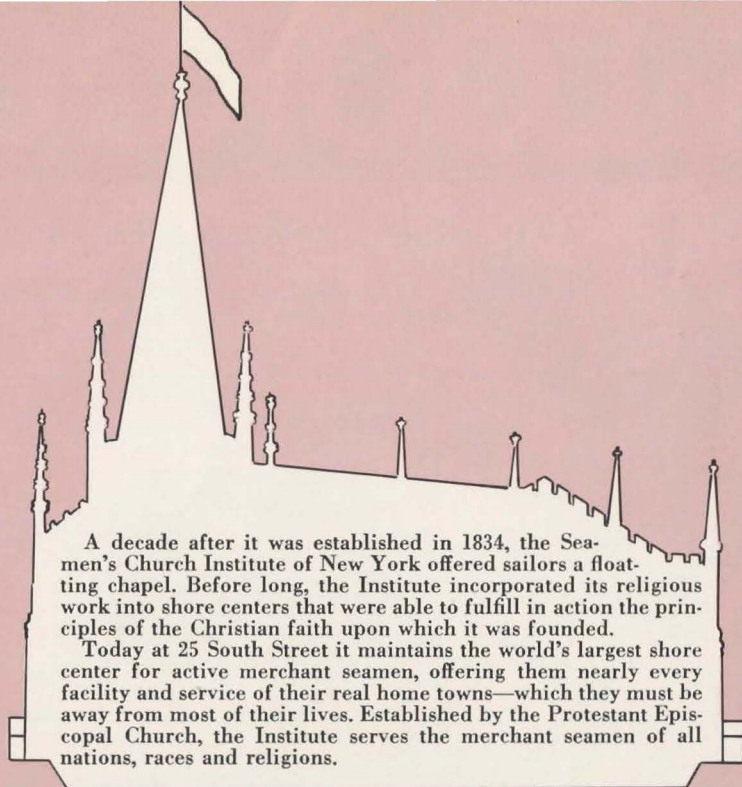 A decade after it was established in 1834, the Sea-
men's Church Institute of New York offered sailors a float-
ting chapel. Before long, the Institute incorporated its religious
work into shore centers that were able to fulfill in action the prin-
ciples of the Christian faith upon which it was founded.
Today at 25 South Street it maintains the world's largest shore
center for active merchant seamen, offering them nearly every
facility and service of their real home towns—which they must be
away from most of their lives. Established by the Protestant Epis-
copal Church, the Institute serves the merchant seamen of all
nations, races and religions.